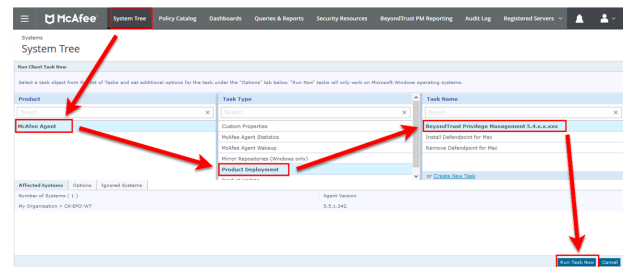 McAfee System Tree Policy Catalog Dashboards Queries & Reports Security Resources BeyondTrust PM Reporting Audit Log Registered Servers
Systems
System Tree
Run Client Task Now
Select a task object from the list of Tasks and set additional options for the task under the "Options" tab below. "Run Now" tasks will only work on Microsoft Windows operating systems.
Product Task Type Task Name
Search Search Search
McAfee Agent Custom Properties BeyondTrust Privilege Management 5.4.x.x.xxx
McAfee Agent Statistics Install Defendpoint for Mac
McAfee Agent Wakeup Remove Defendpoint for Mac
Mirror Repositories (Windows only)
Product Deployment
Product Update or Create New Task
Affected Systems Options Ignored Systems
Number of Systems ( 1 ) Agent Version
My Organization > CK-EPO-W7 5.5.1.342
Run Task Now Cancel